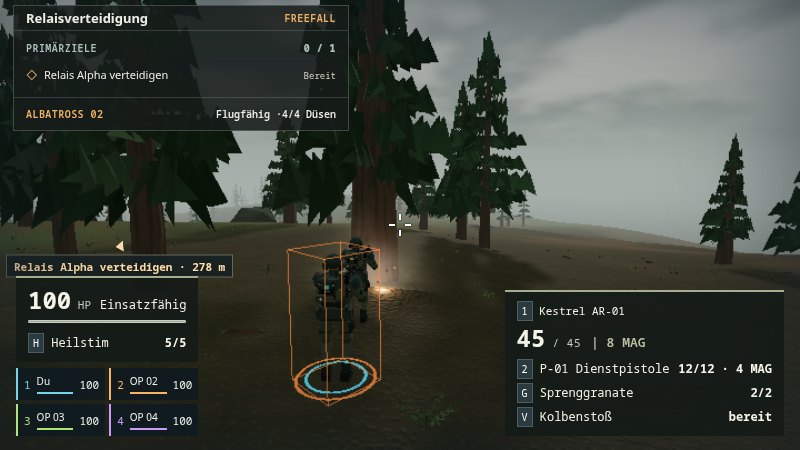 Relaisverteidigung FREEFALL
PRIMÄRZIELE 0 / 1
Relais Alpha verteidigen Bereit
ALBATROSS 02 Flugfähig ·4/4 Düsen
Relais Alpha verteidigen · 278 m
100 HP Einsatzfähig
H Heilstim 5/5
1 Du 100
2 OP 02 100
3 OP 03 100
4 OP 04 100
1 Kestrel AR-01
45 / 45 | 8 MAG
2 P-01 Dienstpistole 12/12 · 4 MAG
G Sprenggranate 2/2
V Kolbenstoß bereit